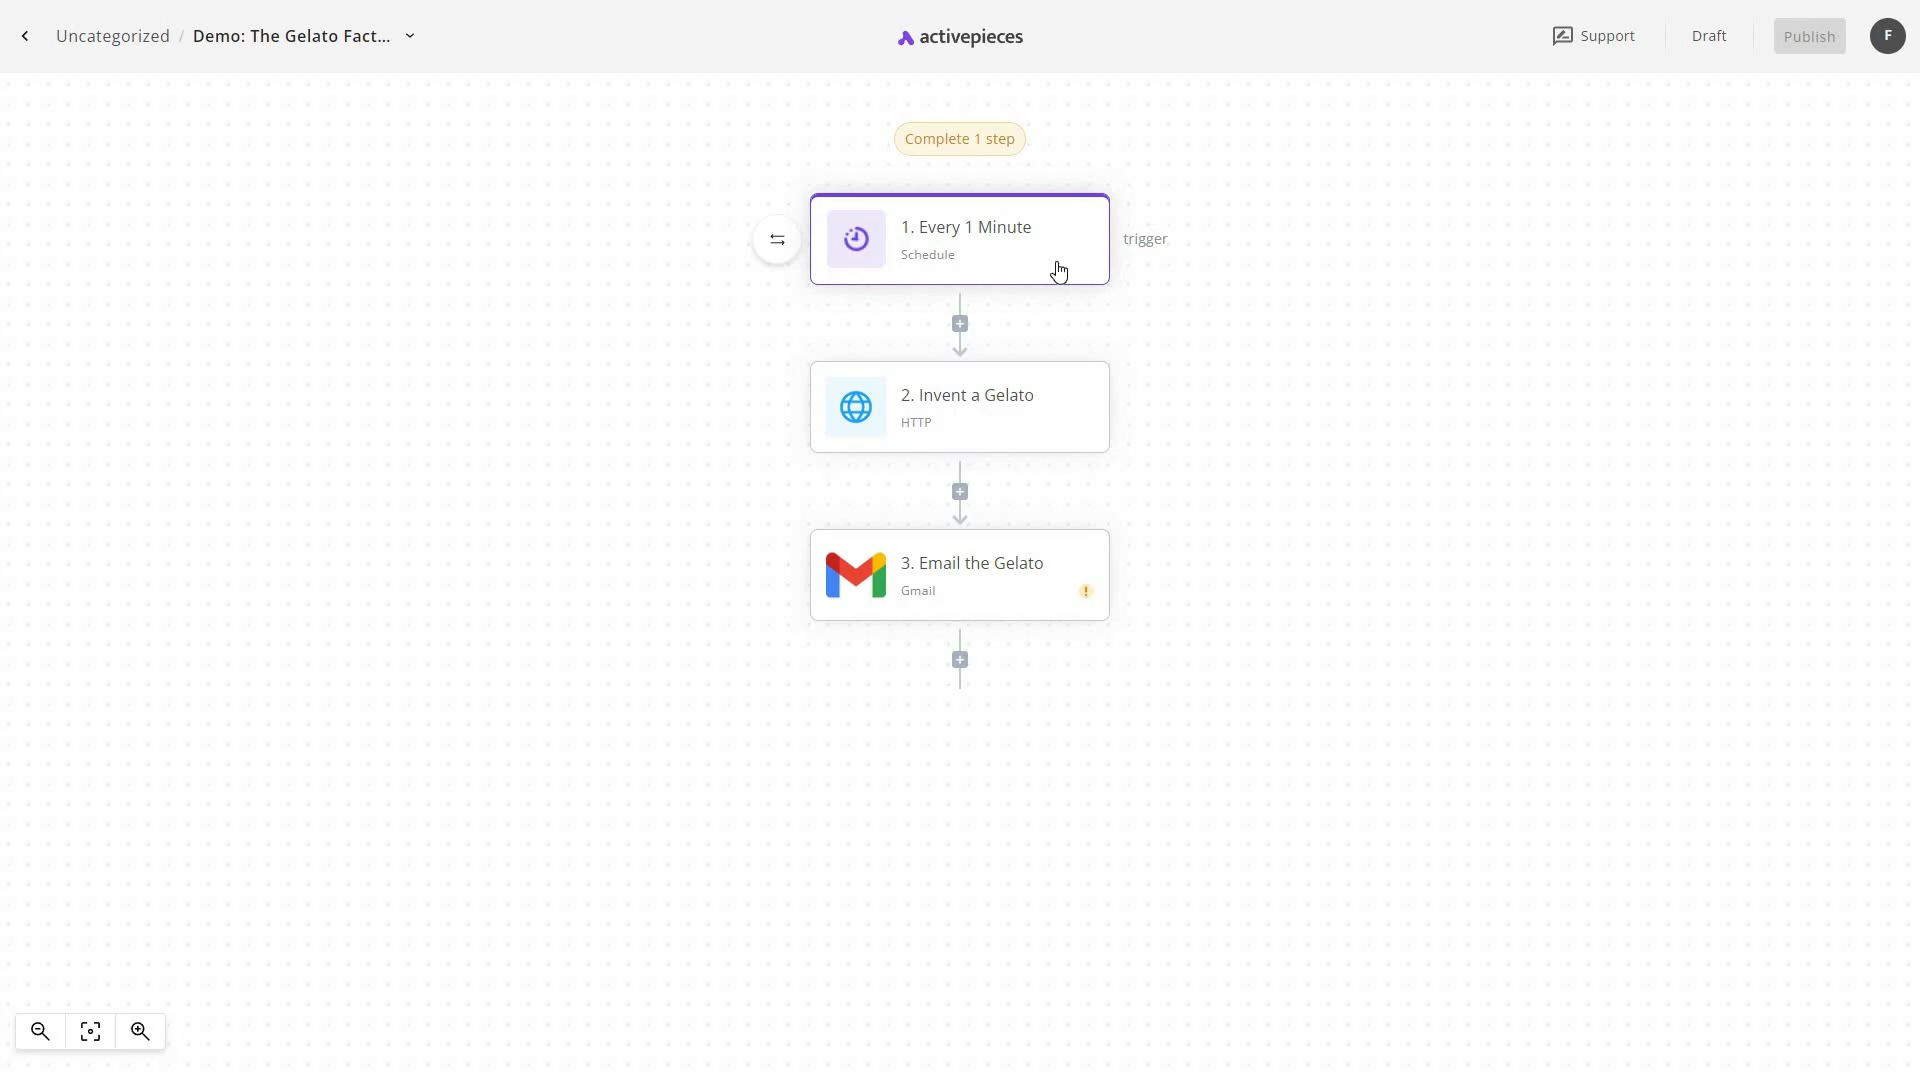 Uncategorized / Demo: The Gelato Fact...
activepieces
Support
Draft
Publish
F
Complete 1 step
1. Every 1 Minute
Schedule
trigger
2. Invent a Gelato
HTTP
3. Email the Gelato
Gmail